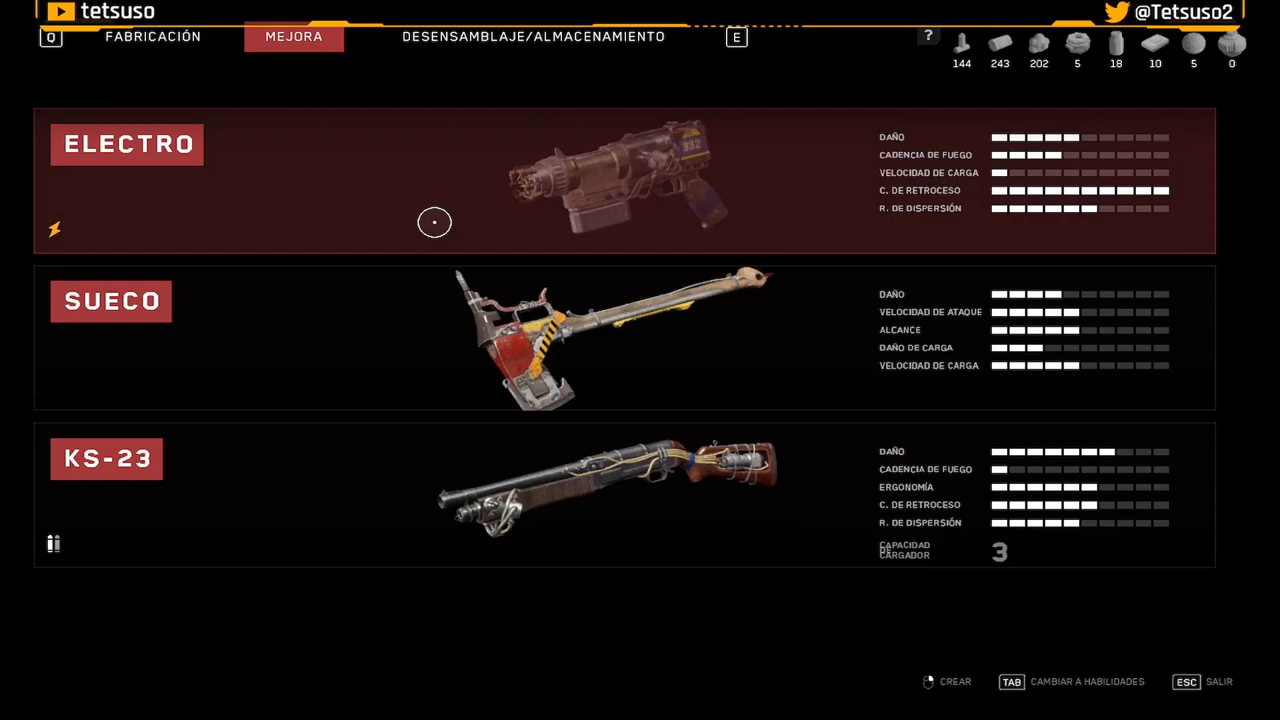 tetsuso
@Tetsuso2
Q FABRICACIÓN MEJORA DESENSAMBLAJE/ALMACENAMIENTO E ?
144 243 202 5 18 10 5 0
ELECTRO
332
DAÑO
CADENCIA DE FUEGO
VELOCIDAD DE CARGA
C. DE RETROCESO
R. DE DISPERSIÓN
SUECO
DAÑO
VELOCIDAD DE ATAQUE
ALCANCE
DAÑO DE CARGA
VELOCIDAD DE CARGA
KS-23
DAÑO
CADENCIA DE FUEGO
ERGONOMÍA
C. DE RETROCESO
R. DE DISPERSIÓN
CAPACIDAD
DE
CARGADOR
3
CREAR TAB CAMBIAR A HABILIDADES ESC SALIR